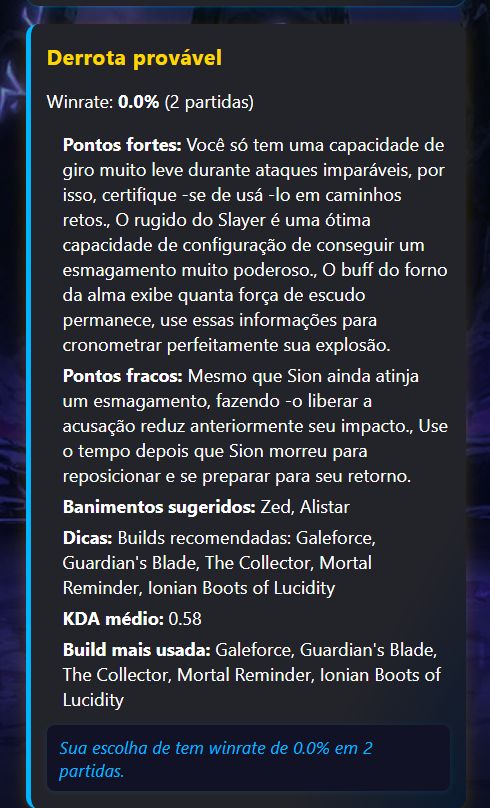 Derrota provável
Winrate: 0.0% (2 partidas)
Pontos fortes: Você só tem uma capacidade de
giro muito leve durante ataques imparáveis, por
isso, certifique -se de usá -lo em caminhos
retos., O rugido do Slayer é uma ótima
capacidade de configuração de conseguir um
esmagamento muito poderoso., O buff do forno
da alma exibe quanta força de escudo
permanece, use essas informações para
cronometrar perfeitamente sua explosão.
Pontos fracos: Mesmo que Sion ainda atinja
um esmagamento, fazendo -o liberar a
acusação reduz anteriormente seu impacto., Use
o tempo depois que Sion morreu para
reposicionar e se preparar para seu retorno.
Banimentos sugeridos: Zed, Alistar
Dicas: Builds recomendadas: Galeforce,
Guardian's Blade, The Collector, Mortal
Reminder, Ionian Boots of Lucidity
KDA médio: 0.58
Build mais usada: Galeforce, Guardian's Blade,
The Collector, Mortal Reminder, Ionian Boots of
Lucidity
Sua escolha de tem winrate de 0.0% em 2
partidas.